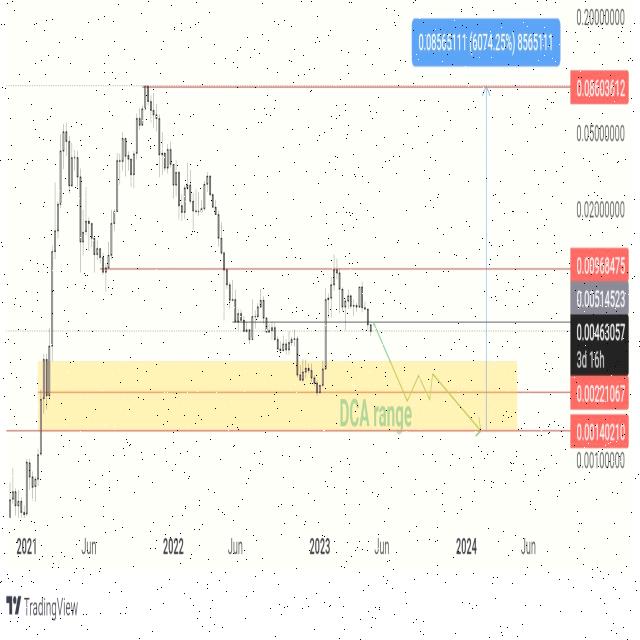 0.20000000
0.08565111 (6074.25%) 8565111
0.08603612
0.05000000
0.02000000
0.00968475
0.00514523
0.00463057
3d 16h
0.00221067
DCA range
0.00140210
0.00100000
2021 Jun 2022 Jun 2023 Jun 2024 Jun
TradingView